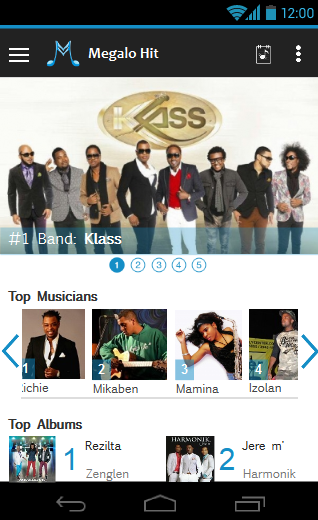 12:00
Megalo Hit
KLASS
#1 Band: Klass
1 2 3 4 5
Top Musicians
1 2 3 4
Richie Mikaben Mamina Izolan
Top Albums
1 Rezilta
Zenglen
HARMONIK
2 Jere m'
Harmonik